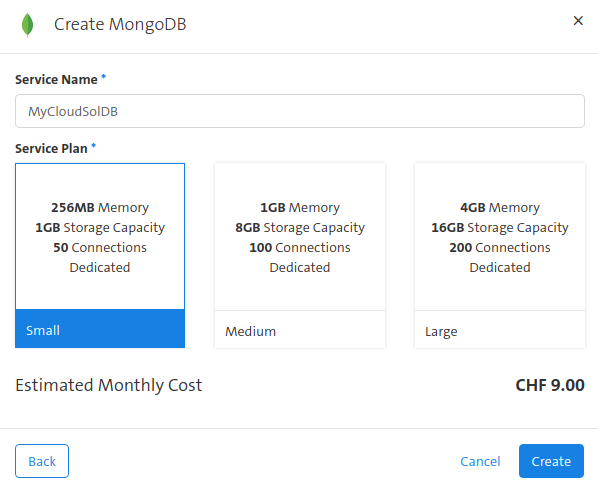 Create MongoDB
×
Service Name *
MyCloudSolDB
Service Plan *
256MB Memory
1GB Storage Capacity
50 Connections
Dedicated
Small
1GB Memory
8GB Storage Capacity
100 Connections
Dedicated
Medium
4GB Memory
16GB Storage Capacity
200 Connections
Dedicated
Large
Estimated Monthly Cost CHF 9.00
Back Cancel Create